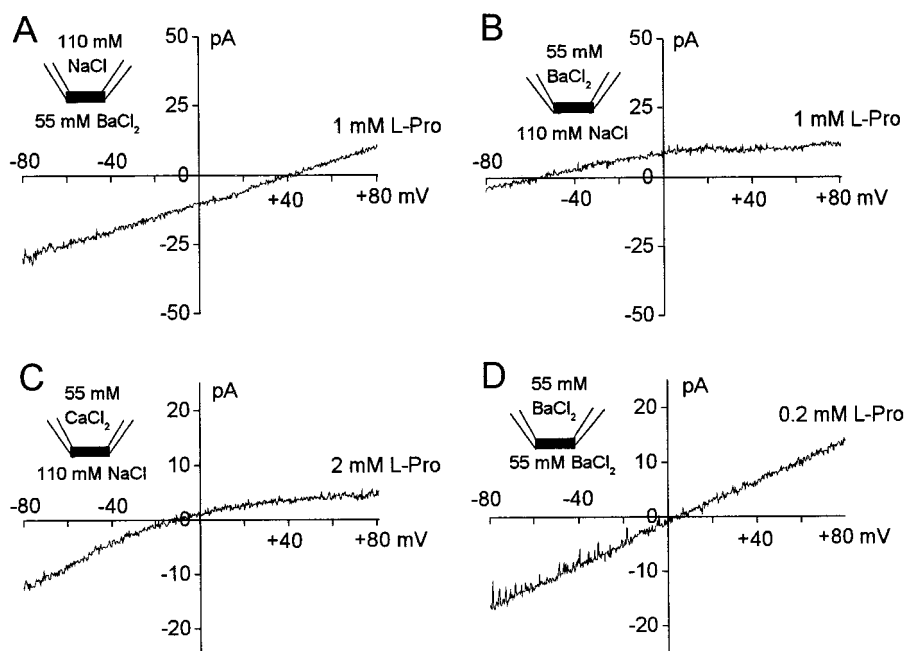 A
110 mM
NaCl
55 mM BaCl₂
pA
50
25
0
-25
-50
-80
-40
+40
+80 mV
1 mM L-Pro
B
55 mM
BaCl₂
110 mM NaCl
pA
50
25
0
-25
-50
-80
-40
+40
+80 mV
1 mM L-Pro
C
55 mM
CaCl₂
110 mM NaCl
pA
20
10
0
-10
-20
-80
-40
+40
+80 mV
2 mM L-Pro
D
55 mM
BaCl₂
55 mM BaCl₂
pA
20
10
0
-10
-20
-80
-40
+40
+80 mV
0.2 mM L-Pro